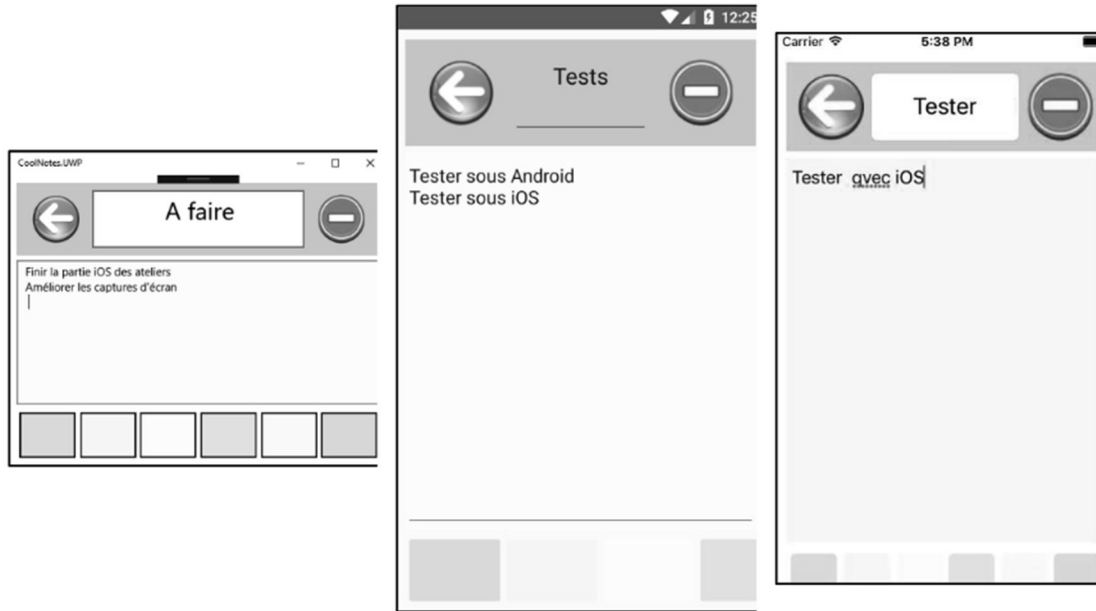 CoolNotes.UWP
A faire
Finir la partie iOS des ateliers
Améliorer les captures d'écran
12:25
Tests
Tester sous Android
Tester sous iOS
Carrier 5:38 PM
Tester
Tester avec iOS